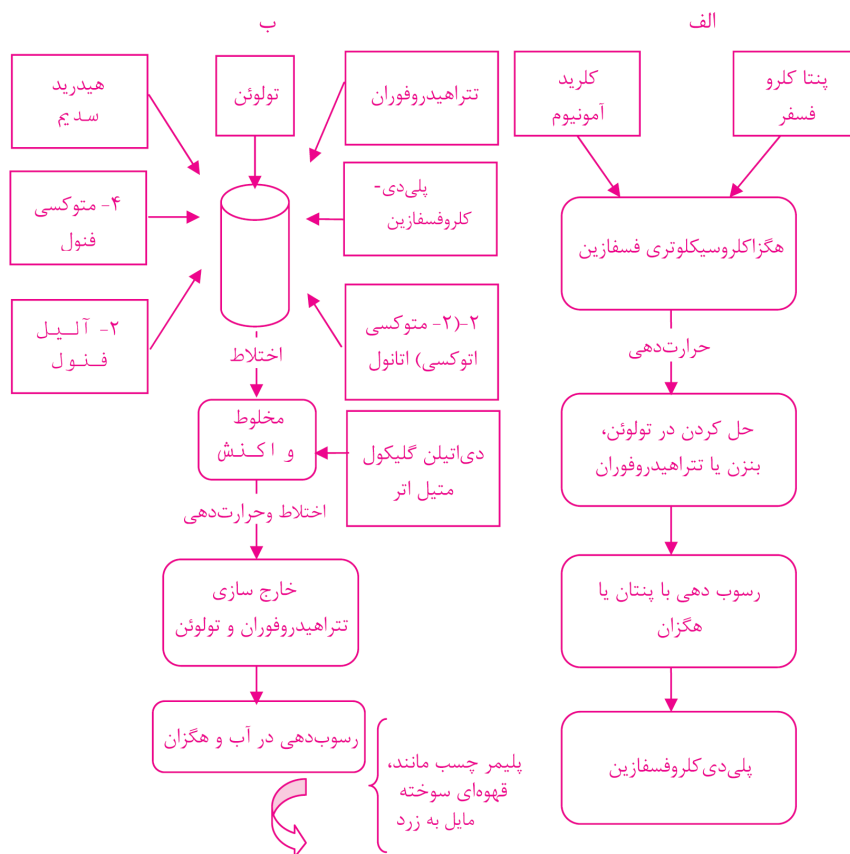 الف
پنتا کلرو
فسفر
کلرید
آمونیوم
هگزاکلروسیکلوتری فسفازین
حرارت‌دهی
حل کردن در تولوئن،
بنزن یا تتراهیدروفوران
رسوب دهی با پنتان یا
هگزان
پلی‌دی‌کلروفسفازین
ب
تتراهیدروفوران
تولوئن
هیدرید
سدیم
پلی‌دی-
کلروفسفازین
۴- متوکسی
فنول
۲-(۲- متوکسی
اتوکسی) اتانول
۲- آلیل
فنول
اختلاط
مخلوط
واکنش
دی‌اتیلن گلیکول
متیل اتر
اختلاط وحرارت‌دهی
خارج سازی
تتراهیدروفوران و تولوئن
رسوب‌دهی در آب و هگزان
پلیمر چسب مانند،
قهوه‌ای سوخته
مایل به زرد